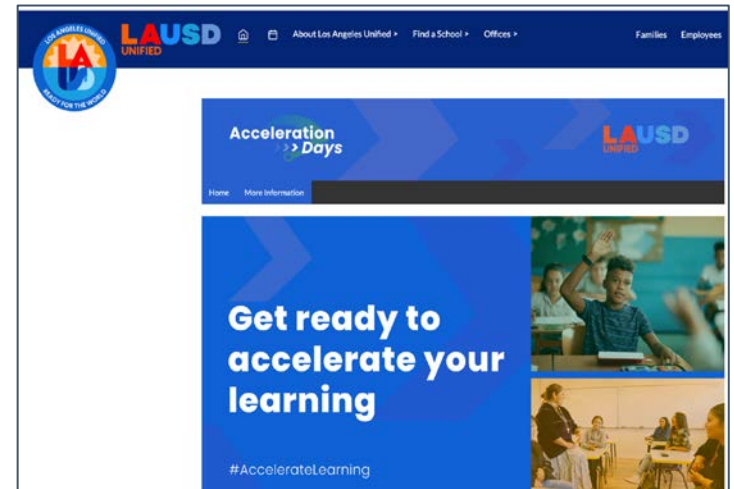 LOS ANGELES UNIFIED
LAUSD
READY FOR THE WORLD
LAUSD
UNIFIED
About Los Angeles Unified > Find a School > Offices > Families Employees
Acceleration
>>> Days
LAUSD
UNIFIED
Home More Information
Get ready to
accelerate your
learning
#AccelerateLearning